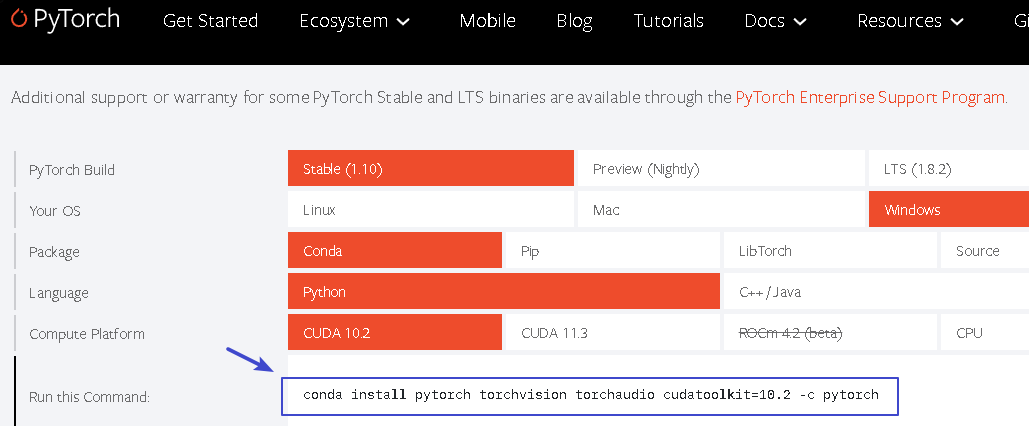 PyTorch Get Started Ecosystem Mobile Blog Tutorials Docs Resources
Additional support or warranty for some PyTorch Stable and LTS binaries are available through the PyTorch Enterprise Support Program.
PyTorch Build Stable (1.10) Preview (Nightly) LTS (1.8.2)
Your OS Linux Mac Windows
Package Conda Pip LibTorch Source
Language Python C++/Java
Compute Platform CUDA 10.2 CUDA 11.3 ROCm 4.2 (beta) CPU
Run this Command: conda install pytorch torchvision torchaudio cudatoolkit=10.2 -c pytorch